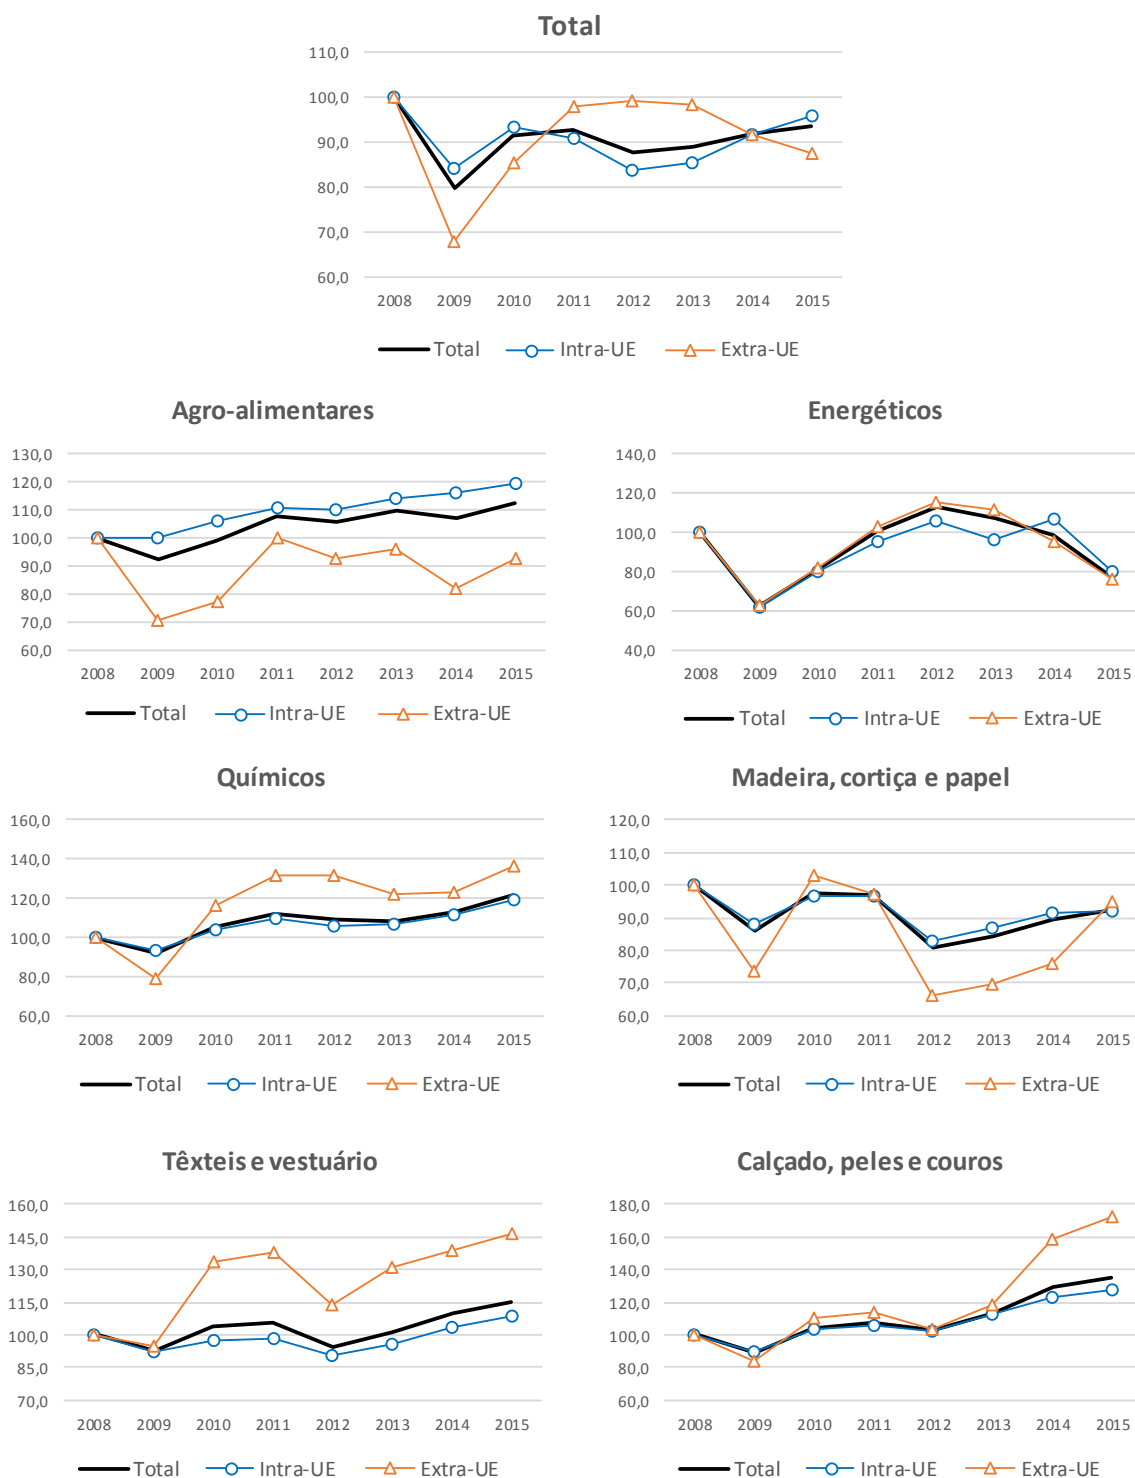 Total
110,0
100,0
90,0
80,0
70,0
60,0
2008 2009 2010 2011 2012 2013 2014 2015
Total Intra-UE Extra-UE
Agro-alimentares
130,0
120,0
110,0
100,0
90,0
80,0
70,0
60,0
2008 2009 2010 2011 2012 2013 2014 2015
Total Intra-UE Extra-UE
Energéticos
140,0
120,0
100,0
80,0
60,0
40,0
2008 2009 2010 2011 2012 2013 2014 2015
Total Intra-UE Extra-UE
Químicos
160,0
140,0
120,0
100,0
80,0
60,0
2008 2009 2010 2011 2012 2013 2014 2015
Total Intra-UE Extra-UE
Madeira, cortiça e papel
120,0
110,0
100,0
90,0
80,0
70,0
60,0
2008 2009 2010 2011 2012 2013 2014 2015
Total Intra-UE Extra-UE
Têxteis e vestuário
160,0
145,0
130,0
115,0
100,0
85,0
70,0
2008 2009 2010 2011 2012 2013 2014 2015
Total Intra-UE Extra-UE
Calçado, peles e couros
180,0
160,0
140,0
120,0
100,0
80,0
60,0
2008 2009 2010 2011 2012 2013 2014 2015
Total Intra-UE Extra-UE